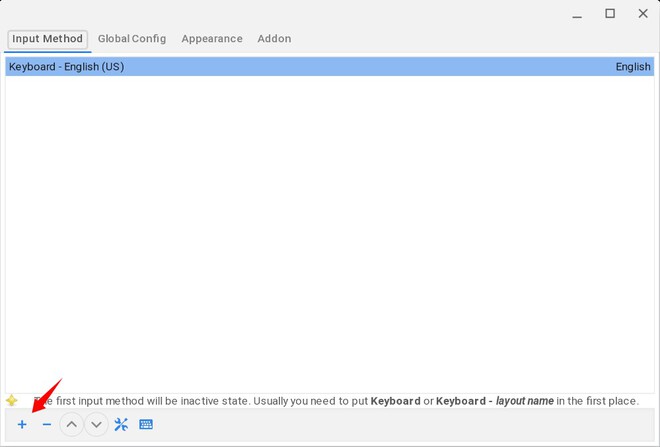 Input Method Global Config Appearance Addon
Keyboard - English (US) English
first input method will be inactive state. Usually you need to put Keyboard or Keyboard - layout name in the first place.